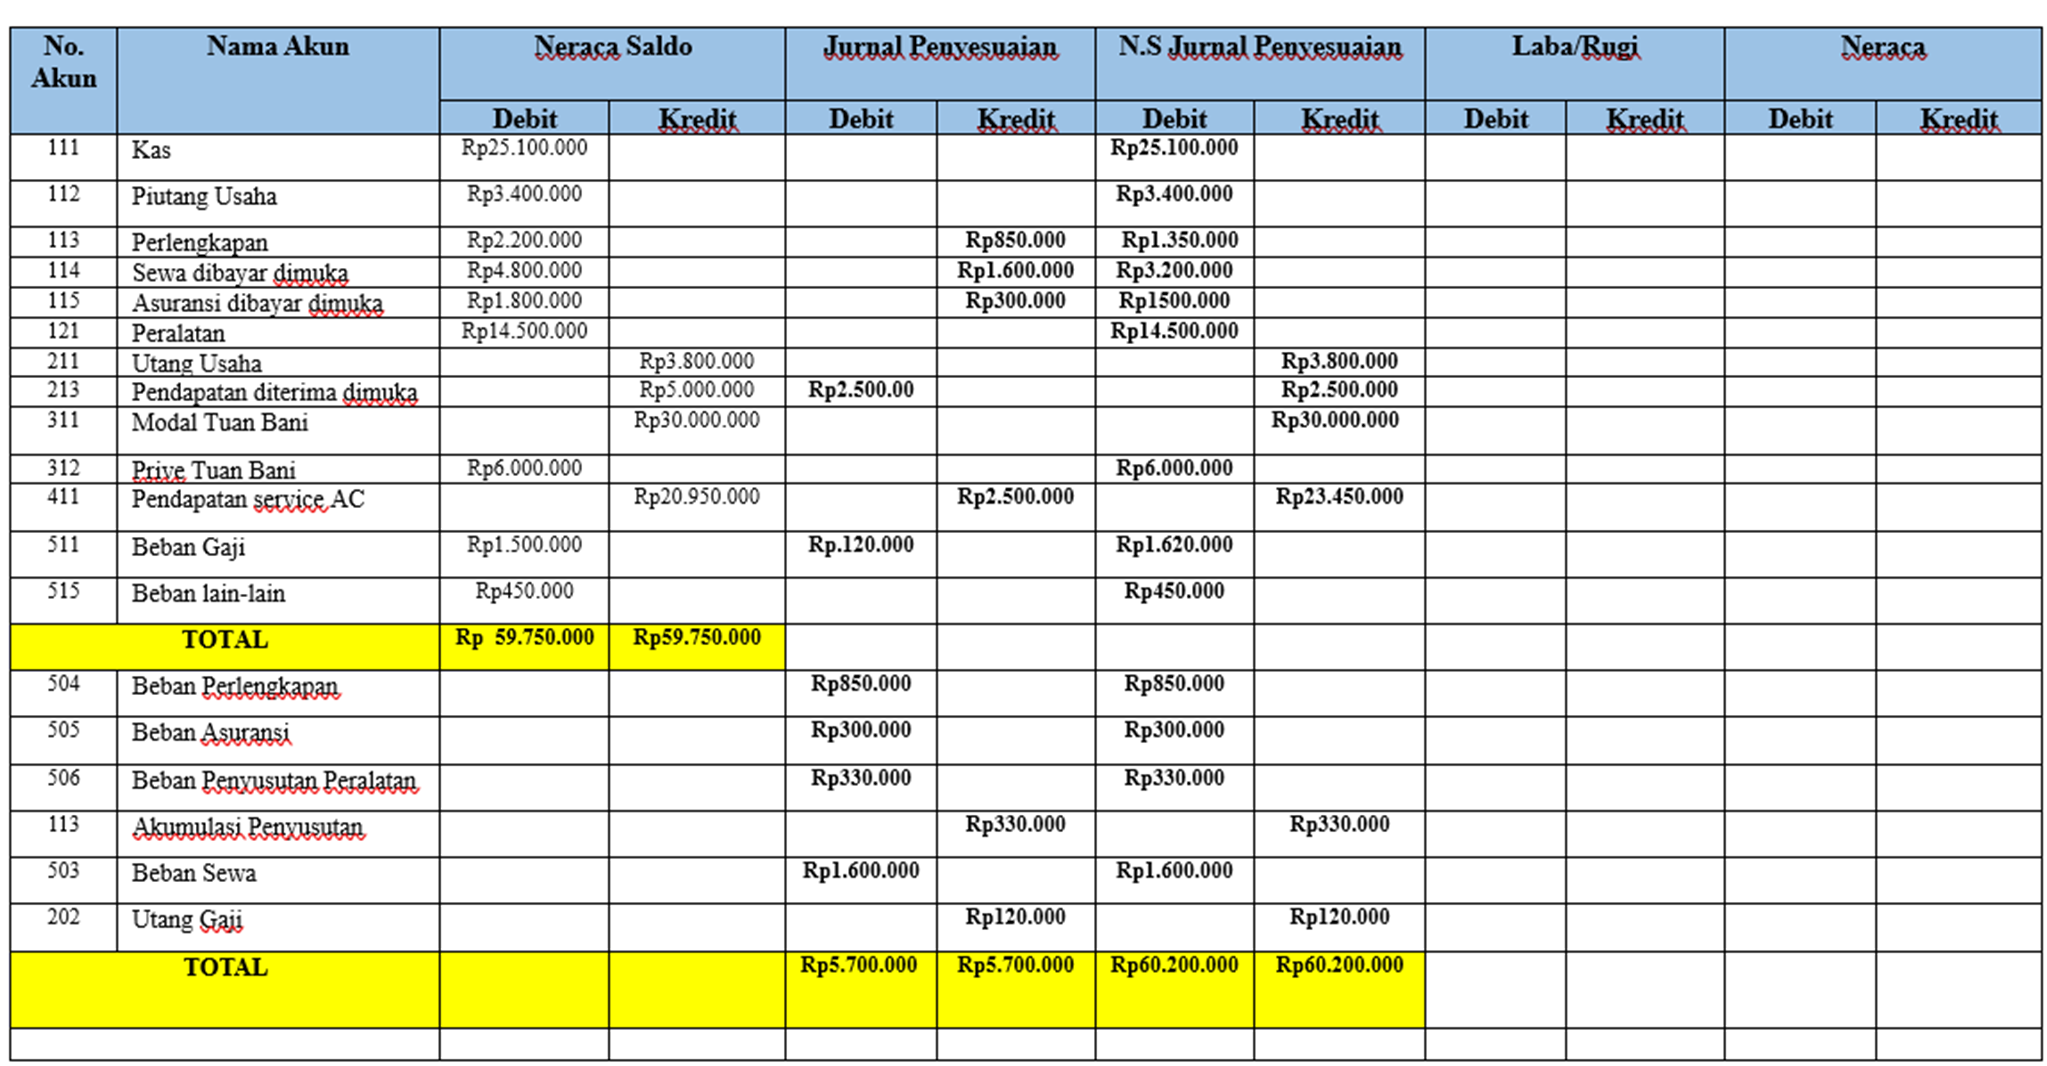 No. Akun Nama Akun Neraca Saldo Jurnal Penyesuaian N.S Jurnal Penyesuaian Laba/Rugi Neraca
Debit Kredit Debit Kredit Debit Kredit Debit Kredit Debit Kredit
111 Kas Rp25.100.000 Rp25.100.000
112 Piutang Usaha Rp3.400.000 Rp3.400.000
113 Perlengkapan Rp2.200.000 Rp850.000 Rp1.350.000
114 Sewa dibayar dimuka Rp4.800.000 Rp1.600.000 Rp3.200.000
115 Asuransi dibayar dimuka Rp1.800.000 Rp300.000 Rp1500.000
121 Peralatan Rp14.500.000 Rp14.500.000
211 Utang Usaha Rp3.800.000 Rp3.800.000
213 Pendapatan diterima dimuka Rp5.000.000 Rp2.500.00 Rp2.500.000
311 Modal Tuan Bani Rp30.000.000 Rp30.000.000
312 Prive Tuan Bani Rp6.000.000 Rp6.000.000
411 Pendapatan service AC Rp20.950.000 Rp2.500.000 Rp23.450.000
511 Beban Gaji Rp1.500.000 Rp.120.000 Rp1.620.000
515 Beban lain-lain Rp450.000 Rp450.000
TOTAL Rp 59.750.000 Rp59.750.000
504 Beban Perlengkapan Rp850.000 Rp850.000
505 Beban Asuransi Rp300.000 Rp300.000
506 Beban Penyusutan Peralatan Rp330.000 Rp330.000
113 Akumulasi Penyusutan Rp330.000 Rp330.000
503 Beban Sewa Rp1.600.000 Rp1.600.000
202 Utang Gaji Rp120.000 Rp120.000
TOTAL Rp5.700.000 Rp5.700.000 Rp60.200.000 Rp60.200.000